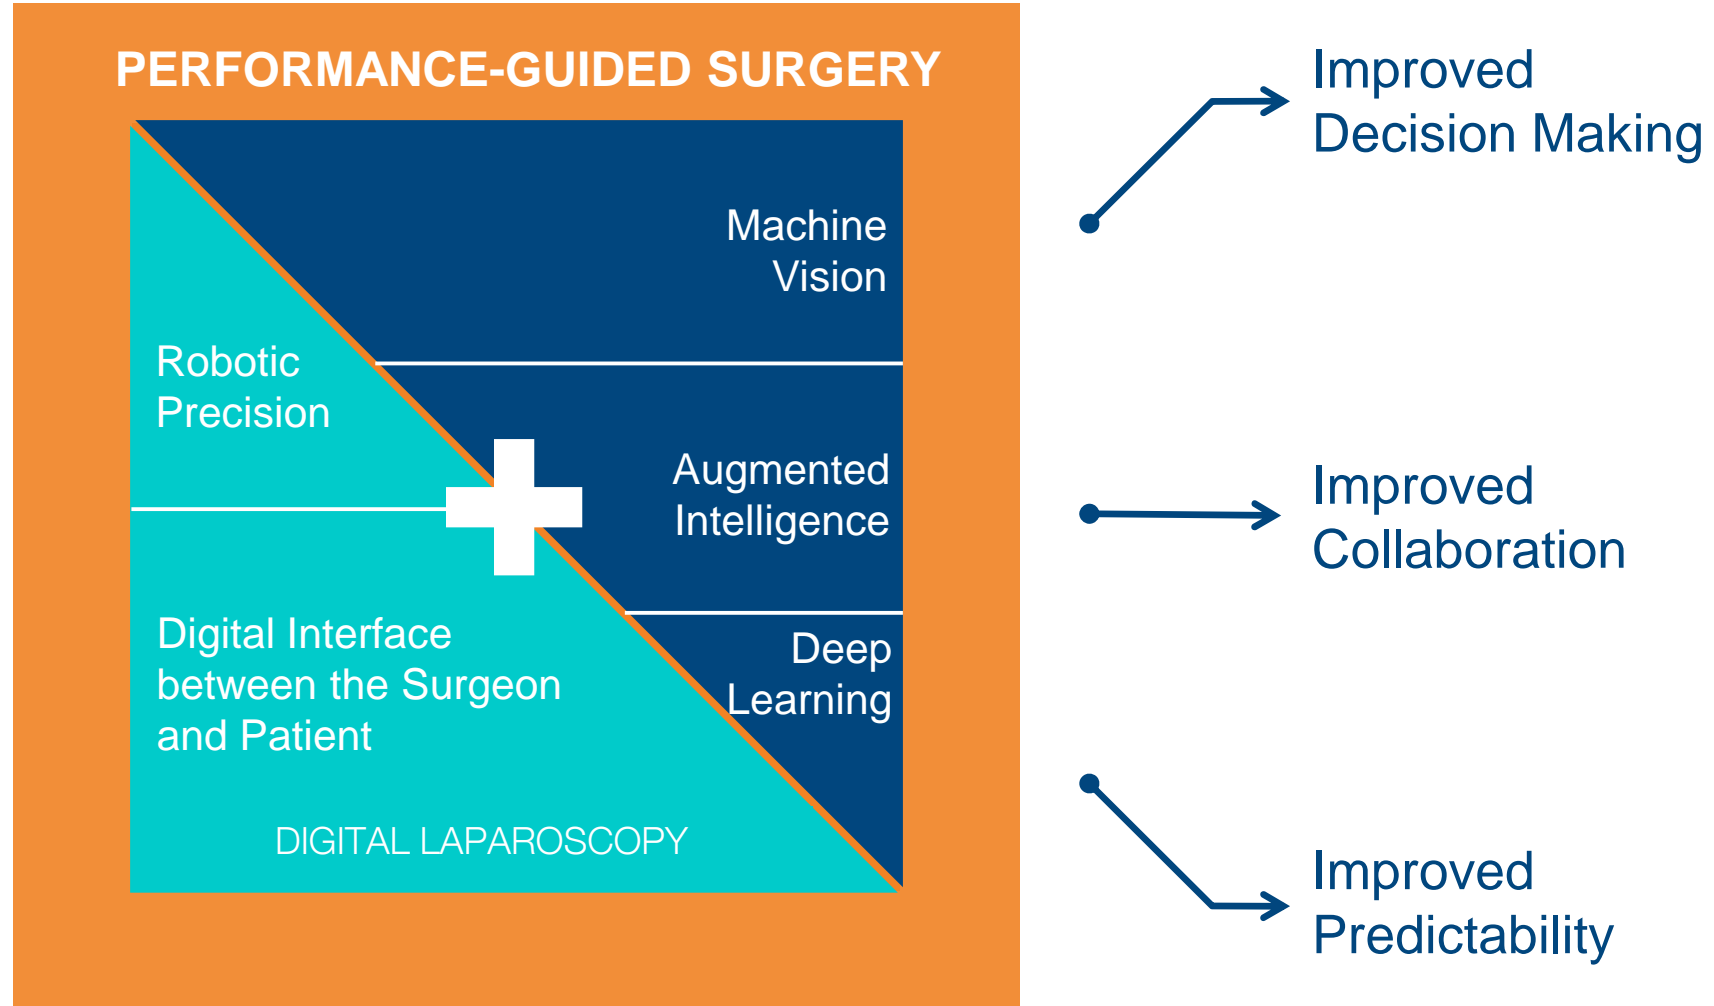 PERFORMANCE-GUIDED SURGERY
Machine
Vision
Robotic
Precision
Augmented
Intelligence
Digital Interface
between the Surgeon
and Patient
Deep
Learning
DIGITAL LAPAROSCOPY
Improved
Decision Making
Improved
Collaboration
Improved
Predictability